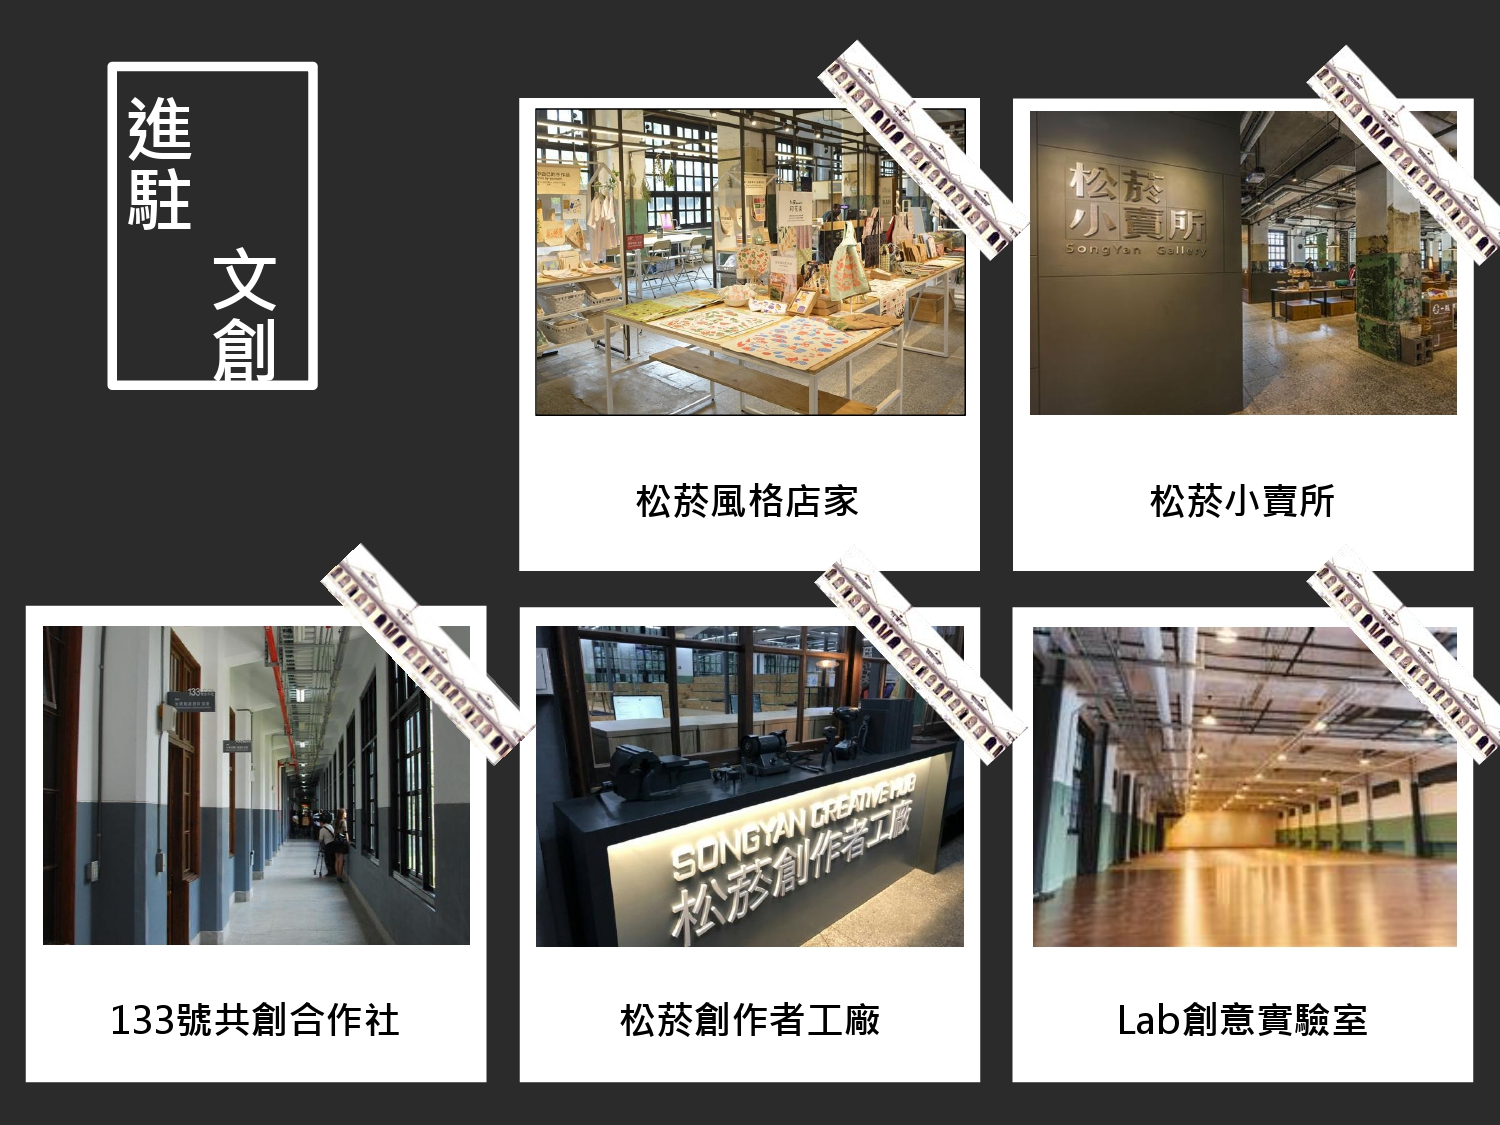 進駐
文創
松菸
小賣所
SongYan Gallery
松菸風格店家
松菸小賣所
133
SONGYAN CREATIVE HUB
松菸創作者工廠
133號共創合作社
松菸創作者工廠
Lab創意實驗室